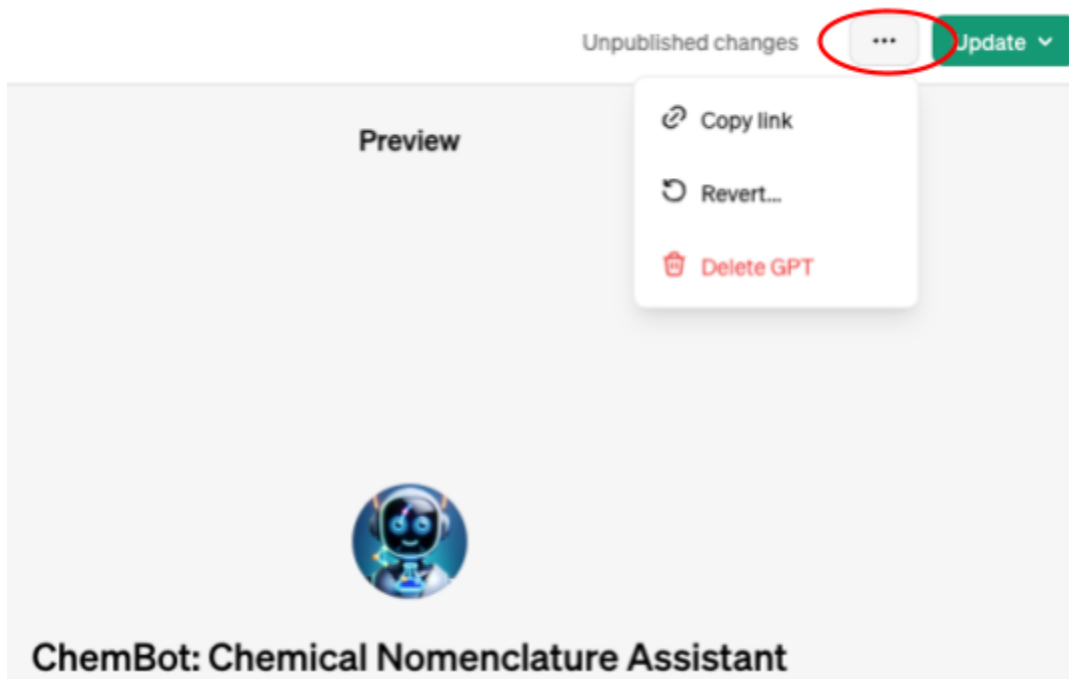 Unpublished changes ... Update
Copy link
Preview
Revert...
Delete GPT
ChemBot: Chemical Nomenclature Assistant